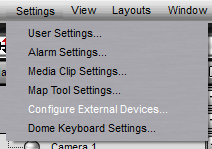 Settings View Layouts Window
User Settings...
Alarm Settings...
Media Clip Settings...
Map Tool Settings...
Configure External Devices...
Dome Keyboard Settings...
Camera 1